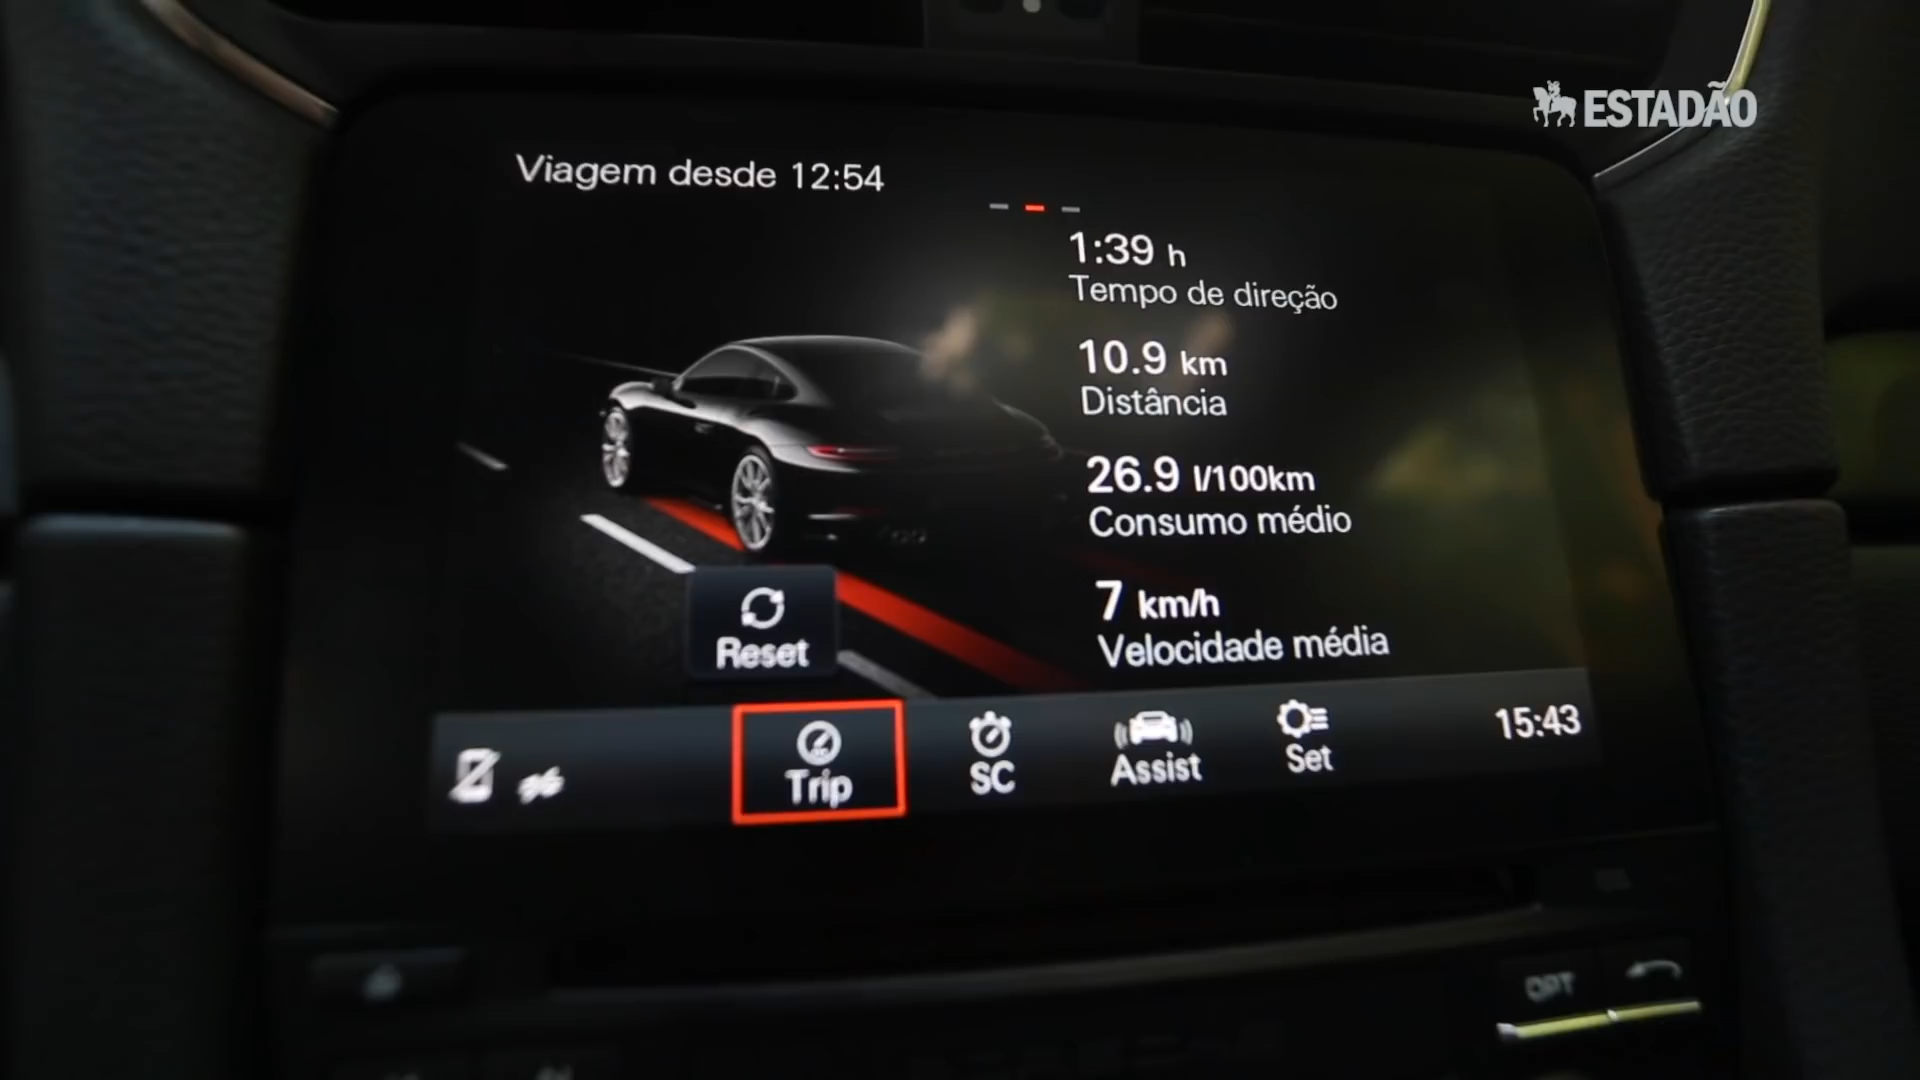 ESTADÃO
Viagem desde 12:54
1:39 h
Tempo de direção
10.9 km
Distância
26.9 l/100km
Consumo médio
7 km/h
Velocidade média
Reset
Trip
SC
Assist
Set
15:43
OPT